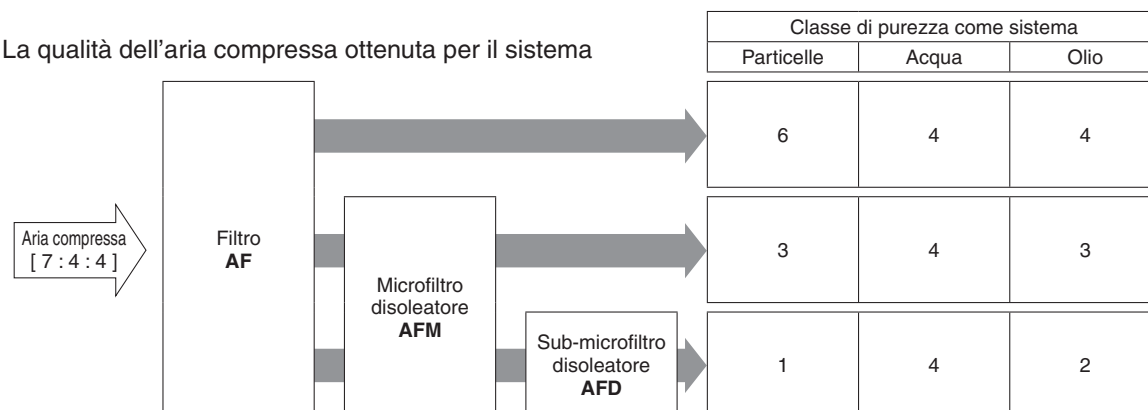 La qualità dell'aria compressa ottenuta per il sistema
Classe di purezza come sistema
Particelle Acqua Olio
6 4 4
Aria compressa
[ 7 : 4 : 4 ]
Filtro
AF
3 4 3
Microfiltro
disoleatore
AFM
Sub-microfiltro
disoleatore
AFD
1 4 2